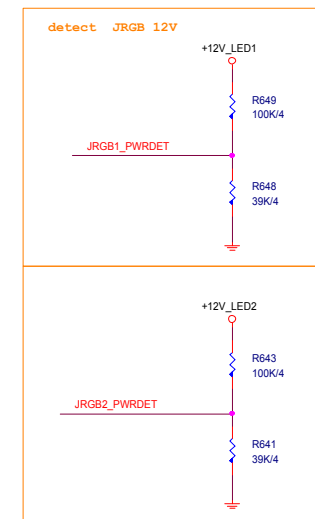 detect JRGB 12V
+12V_LED1
R649
100K/4
JRGB1_PWRDET
R648
39K/4
+12V_LED2
R643
100K/4
JRGB2_PWRDET
R641
39K/4